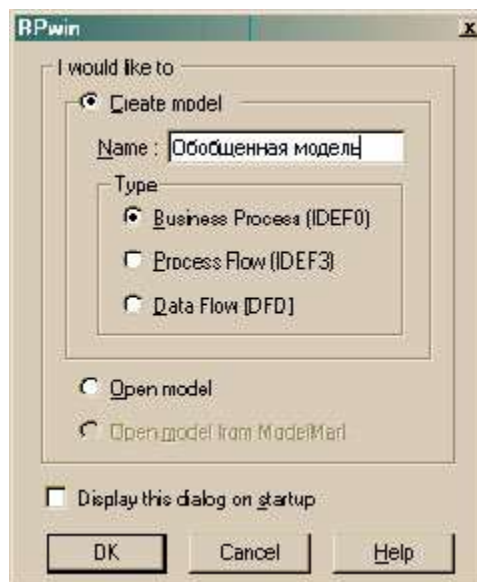 BPwin
I would like to
Create model
Name : Обобщенная модель
Type
Business Process (IDEF0)
Process Flow (IDEF3)
Data Flow (DFD)
Open model
Open model from ModelMart
Display this dialog on startup
OK
Cancel
Help